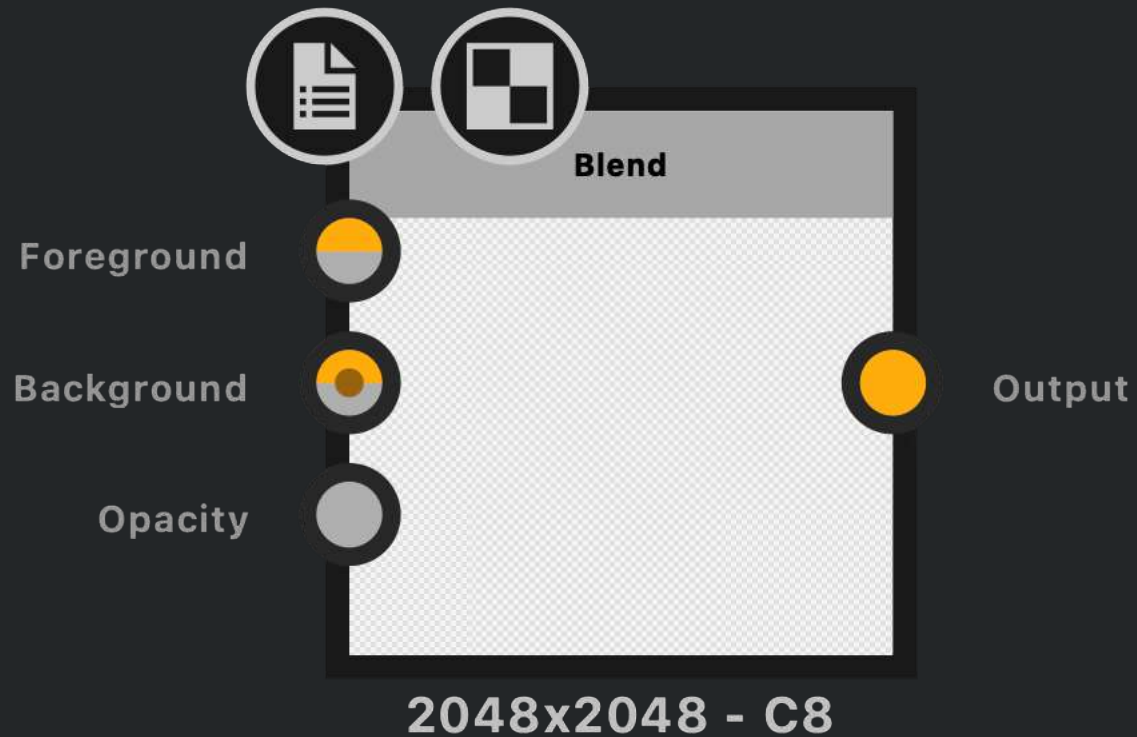 Blend
Foreground
Background
Output
Opacity
2048x2048 - C8